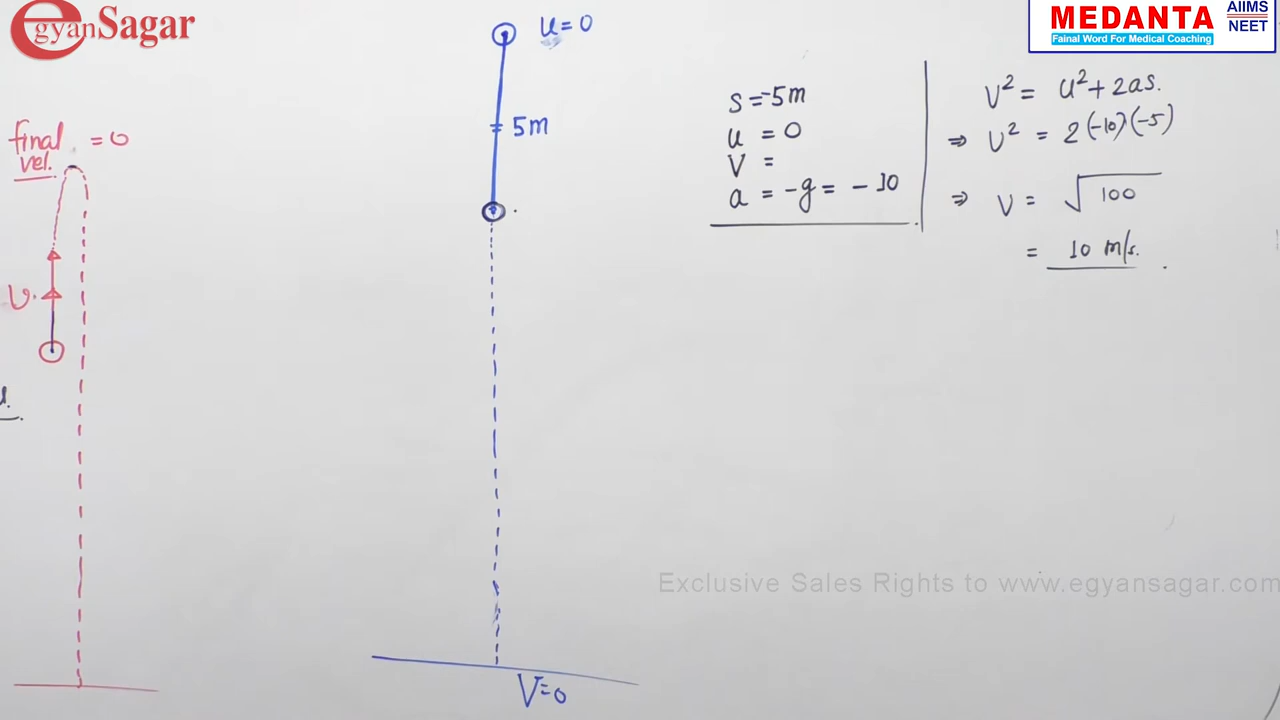 egyanSagar
MEDANTA
Fainal Word For Medical Coaching
AIIMS
NEET
final = 0
vel.
v.
u = 0
5m
V = 0
s = -5m
u = 0
V =
a = -g = -10
V² = u² + 2as.
⇒ V² = 2(-10)(-5)
⇒ V = √100
= 10 m/s.
Exclusive Sales Rights to www.egyansagar.com